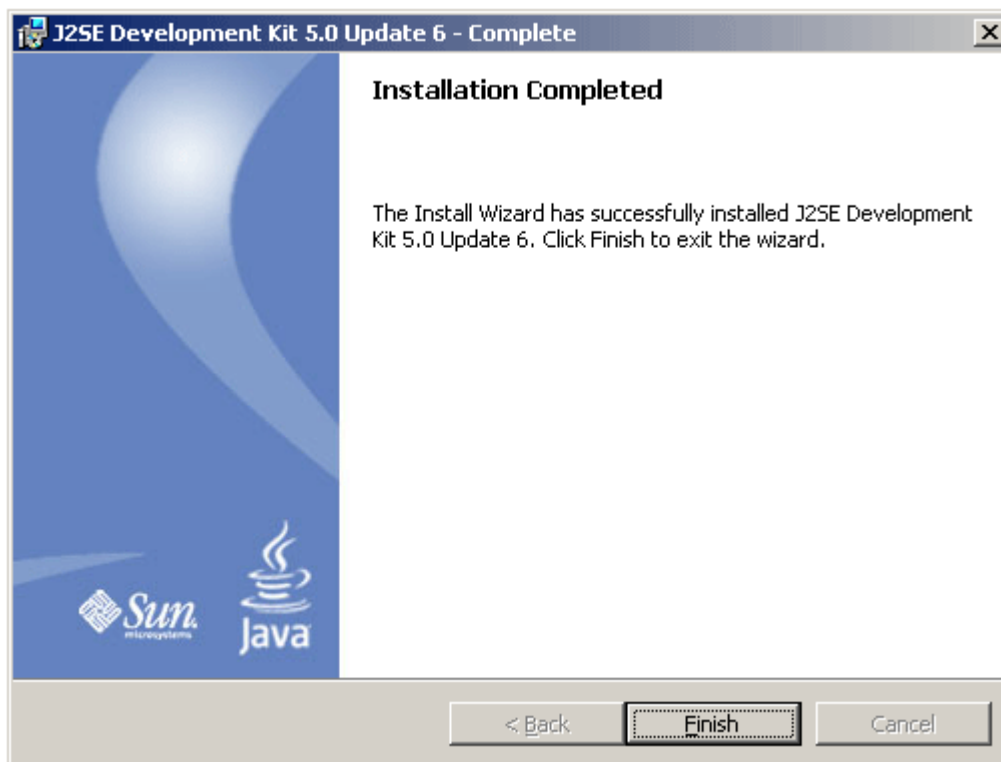 J2SE Development Kit 5.0 Update 6 - Complete
Installation Completed
The Install Wizard has successfully installed J2SE Development
Kit 5.0 Update 6. Click Finish to exit the wizard.
Sun
microsystems
Java
< Back
Finish
Cancel